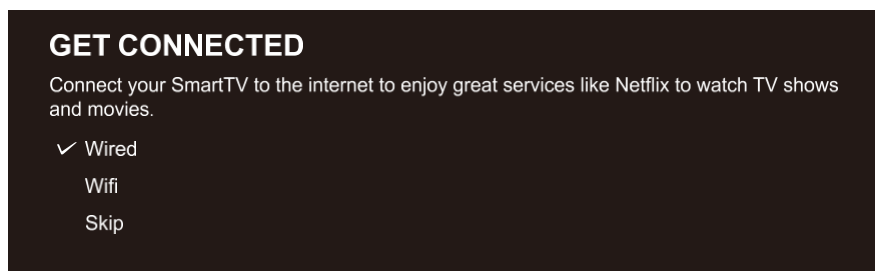 GET CONNECTED
Connect your SmartTV to the internet to enjoy great services like Netflix to watch TV shows
and movies.
✓ Wired
Wifi
Skip